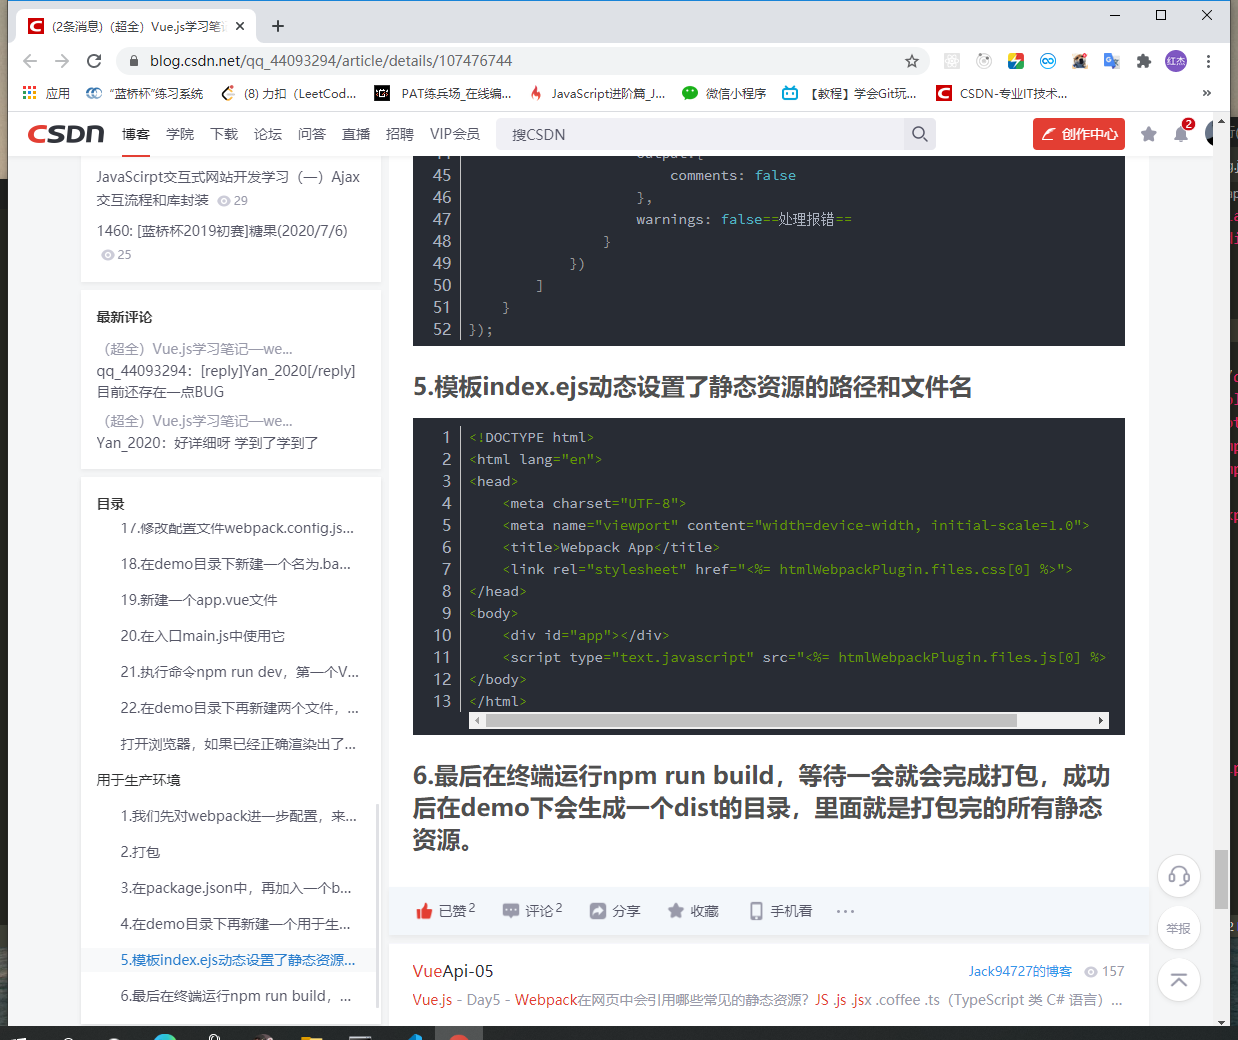 (2条消息)（超全）Vue.js学习笔
blog.csdn.net/qq_44093294/article/details/107476744
红杰
应用
“蓝桥杯”练习系统
(8) 力扣（LeetCod...
PAT练兵场_在线编...
JavaScript进阶篇_J...
微信小程序
【教程】学会Git玩...
CSDN-专业IT技术...
»
CSDN 博客 学院 下载 论坛 问答 直播 招聘 VIP会员
搜CSDN
创作中心
2
JavaScirpt交互式网站开发学习（一）Ajax
交互流程和库封装 29
1460: [蓝桥杯2019初赛]糖果(2020/7/6)
25
最新评论
（超全）Vue.js学习笔记—we...
qq_44093294：[reply]Yan_2020[/reply]
目前还存在一点BUG
（超全）Vue.js学习笔记—we...
Yan_2020：好详细呀 学到了学到了
目录
17.修改配置文件webpack.config.js...
18.在demo目录下新建一个名为.ba...
19.新建一个app.vue文件
20.在入口main.js中使用它
21.执行命令npm run dev，第一个V...
22.在demo目录下再新建两个文件，...
打开浏览器，如果已经正确渲染出了...
用于生产环境
1.我们先对webpack进一步配置，来...
2.打包
3.在package.json中，再加入一个b...
4.在demo目录下再新建一个用于生...
5.模板index.ejs动态设置了静态资源...
6.最后在终端运行npm run build，...
44 output:{
45 comments: false
46 },
47 warnings: false==处理报错==
48 }
49 })
50 ]
51 }
52 });
5.模板index.ejs动态设置了静态资源的路径和文件名
1 <!DOCTYPE html>
2 <html lang="en">
3 <head>
4 <meta charset="UTF-8">
5 <meta name="viewport" content="width=device-width, initial-scale=1.0">
6 <title>Webpack App</title>
7 <link rel="stylesheet" href="<%= htmlWebpackPlugin.files.css[0] %>">
8 </head>
9 <body>
10 <div id="app"></div>
11 <script type="text.javascript" src="<%= htmlWebpackPlugin.files.js[0] %>
12 </body>
13 </html>
6.最后在终端运行npm run build，等待一会就会完成打包，成功
后在demo下会生成一个dist的目录，里面就是打包完的所有静态
资源。
已赞 2 评论 2 分享 收藏 手机看 ···
VueApi-05
Jack94727的博客 157
Vue.js - Day5 - Webpack在网页中会引用哪些常见的静态资源？JS .js .jsx .coffee .ts（TypeScript 类 C# 语言）...
举报